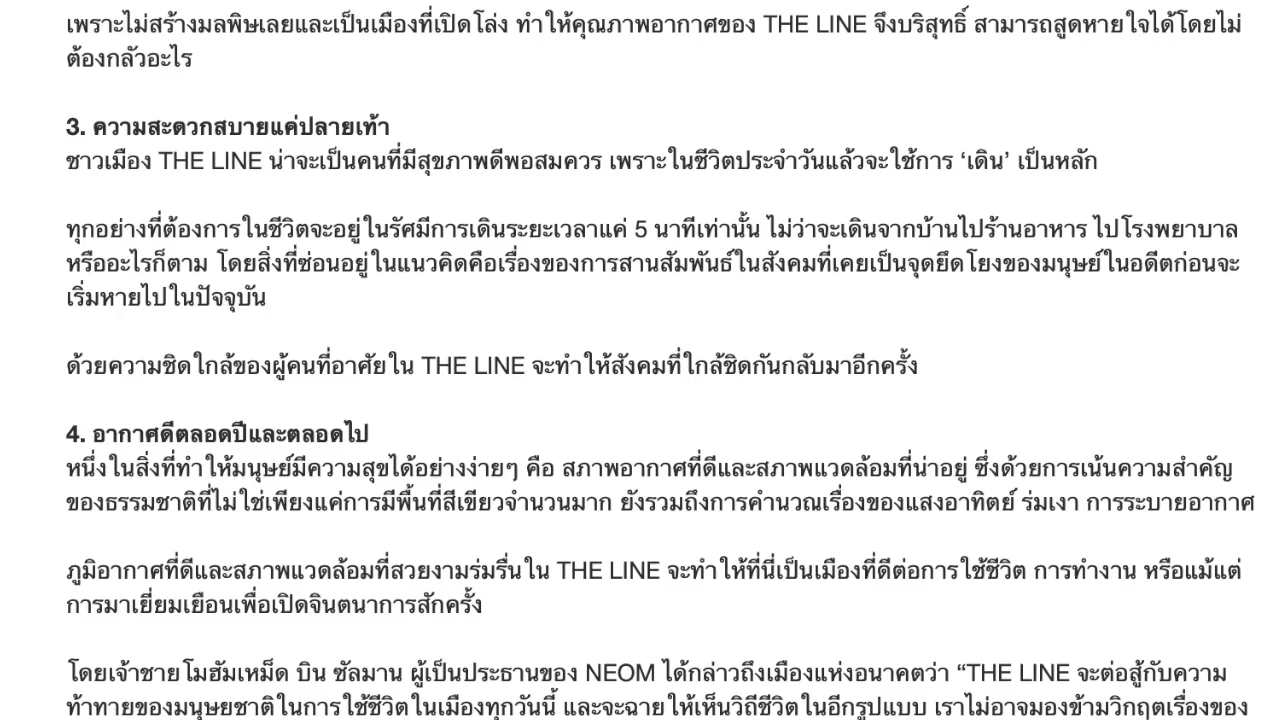 เพราะไม่สร้างมลพิษเลยและเป็นเมืองที่เปิดโล่ง ทำให้คุณภาพอากาศของ THE LINE จึงบริสุทธิ์ สามารถสูดหายใจได้โดยไม่
ต้องกลัวอะไร
3. ความสะดวกสบายแค่ปลายเท้า
ชาวเมือง THE LINE น่าจะเป็นคนที่มีสุขภาพดีพอสมควร เพราะในชีวิตประจำวันแล้วจะใช้การ ‘เดิน’ เป็นหลัก
ทุกอย่างที่ต้องการในชีวิตจะอยู่ในรัศมีการเดินระยะเวลาแค่ 5 นาทีเท่านั้น ไม่ว่าจะเดินจากบ้านไปร้านอาหาร ไปโรงพยาบาล
หรืออะไรก็ตาม โดยสิ่งที่ซ่อนอยู่ในแนวคิดคือเรื่องของการสานสัมพันธ์ในสังคมที่เคยเป็นจุดยึดโยงของมนุษย์ในอดีตก่อนจะ
เริ่มหายไปในปัจจุบัน
ด้วยความชิดใกล้ของผู้คนที่อาศัยใน THE LINE จะทำให้สังคมที่ใกล้ชิดกันกลับมาอีกครั้ง
4. อากาศดีตลอดปีและตลอดไป
หนึ่งในสิ่งที่ทำให้มนุษย์มีความสุขได้อย่างง่ายๆ คือ สภาพอากาศที่ดีและสภาพแวดล้อมที่น่าอยู่ ซึ่งด้วยการเน้นความสำคัญ
ของธรรมชาติที่ไม่ใช่เพียงแค่การมีพื้นที่สีเขียวจำนวนมาก ยังรวมถึงการคำนวณเรื่องของแสงอาทิตย์ ร่มเงา การระบายอากาศ
ภูมิอากาศที่ดีและสภาพแวดล้อมที่สวยงามร่มรื่นใน THE LINE จะทำให้ที่นี่เป็นเมืองที่ดีต่อการใช้ชีวิต การทำงาน หรือแม้แต่
การมาเยี่ยมเยือนเพื่อเปิดจินตนาการสักครั้ง
โดยเจ้าชายโมฮัมเหม็ด บิน ซัลมาน ผู้เป็นประธานของ NEOM ได้กล่าวถึงเมืองแห่งอนาคตว่า “THE LINE จะต่อสู้กับความ
ท้าทายของมนุษยชาติในการใช้ชีวิตในเมืองทุกวันนี้ และจะฉายให้เห็นวิถีชีวิตในอีกรูปแบบ เราไม่อาจมองข้ามวิกฤตเรื่องของ